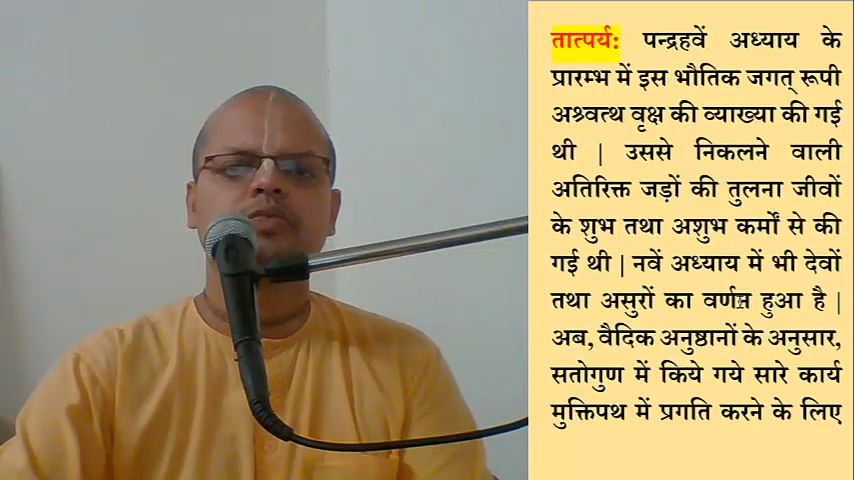 तात्पर्य: पन्द्रहवें अध्याय के
प्रारम्भ में इस भौतिक जगत् रूपी
अश्र्वत्थ वृक्ष की व्याख्या की गई
थी | उससे निकलने वाली
अतिरिक्त जड़ों की तुलना जीवों
के शुभ तथा अशुभ कर्मों से की
गई थी | नवें अध्याय में भी देवों
तथा असुरों का वर्णन हुआ है |
अब, वैदिक अनुष्ठानों के अनुसार,
सतोगुण में किये गये सारे कार्य
मुक्तिपथ में प्रगति करने के लिए